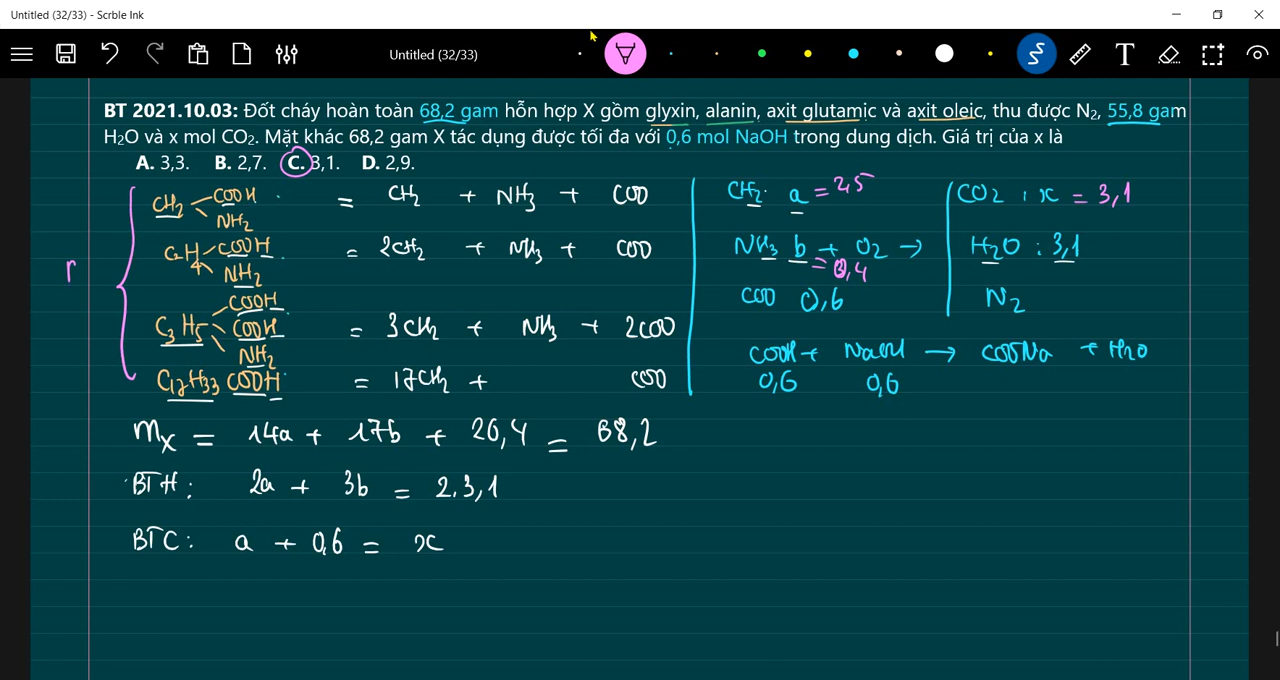 Untitled (32/33) - Scrble Ink
Untitled (32/33)
T
BT 2021.10.03: Đốt cháy hoàn toàn 68,2 gam hỗn hợp X gồm glyxin, alanin, axit glutamic và axit oleic, thu được N2, 55,8 gam
H2O và x mol CO2. Mặt khác 68,2 gam X tác dụng được tối đa với 0,6 mol NaOH trong dung dịch. Giá trị của x là
A. 3,3. B. 2,7. C. 3,1. D. 2,9.
CH2 COOH = CH2 + NH3 + COO
NH2
C2H4 COOH = 2CH2 + NH3 + COO
NH2
COOH
C3H5 COOH = 3CH2 + NH3 + 2COO
NH2
C17H33 COOH = 17CH2 + COO
CH2: a = 2,5
NH3 b + O2 →
= 0,4
COO 0,6
CO2 : x = 3,1
H2O : 3,1
N2
COOH + NaOH → COONa + H2O
0,6 0,6
mX = 14a + 17b + 26,4 = 68,2
BTH: 2a + 3b = 2.3,1
BTC: a + 0,6 = x